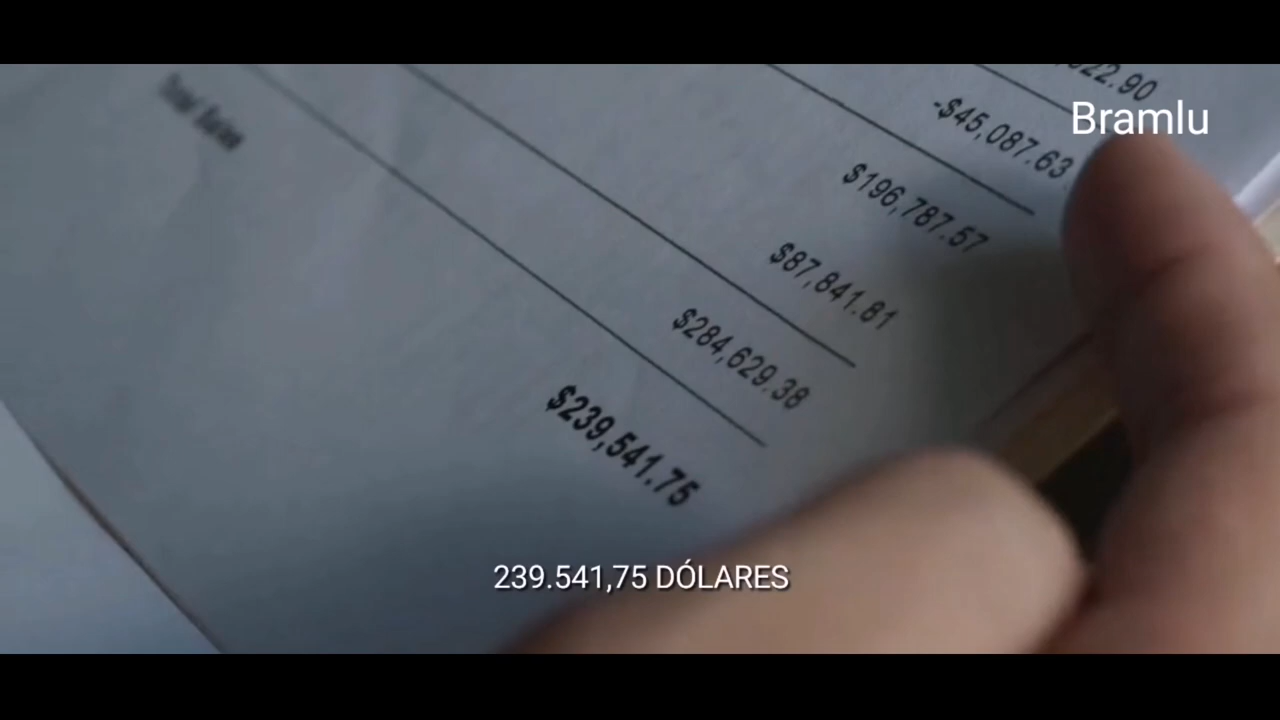 Bramlu
-$45,087.63
$196,787.57
$87,841.81
$284,629.38
$239,541.75
239.541,75 DÓLARES